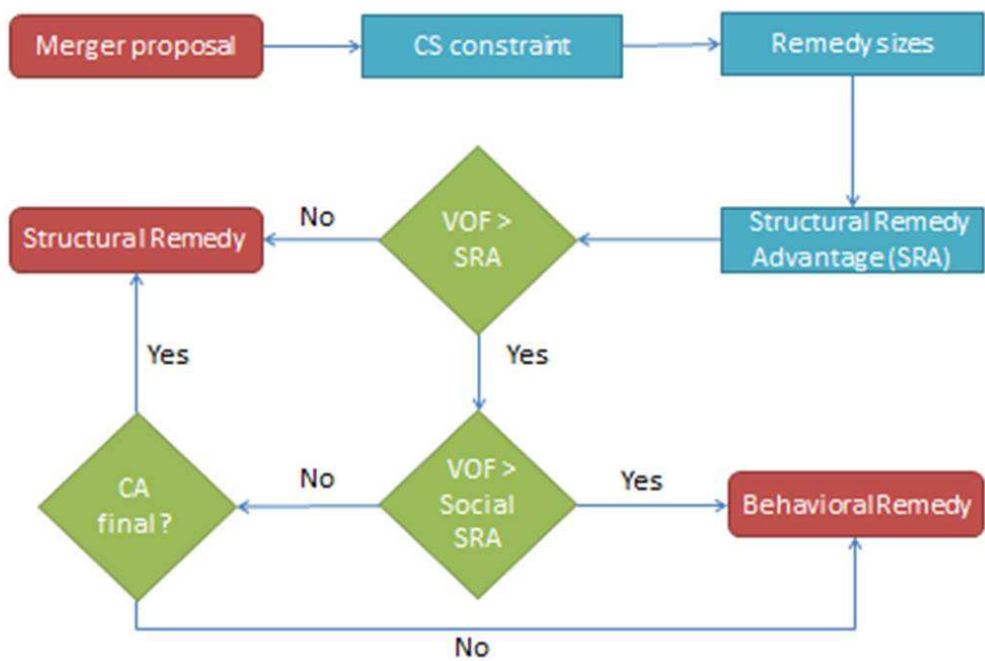 Merger proposal
CS constraint
Remedy sizes
Structural Remedy
No
VOF >
SRA
Structural Remedy
Advantage (SRA)
Yes
Yes
CA
final ?
No
VOF >
Social
SRA
Yes
Behavioral Remedy
No